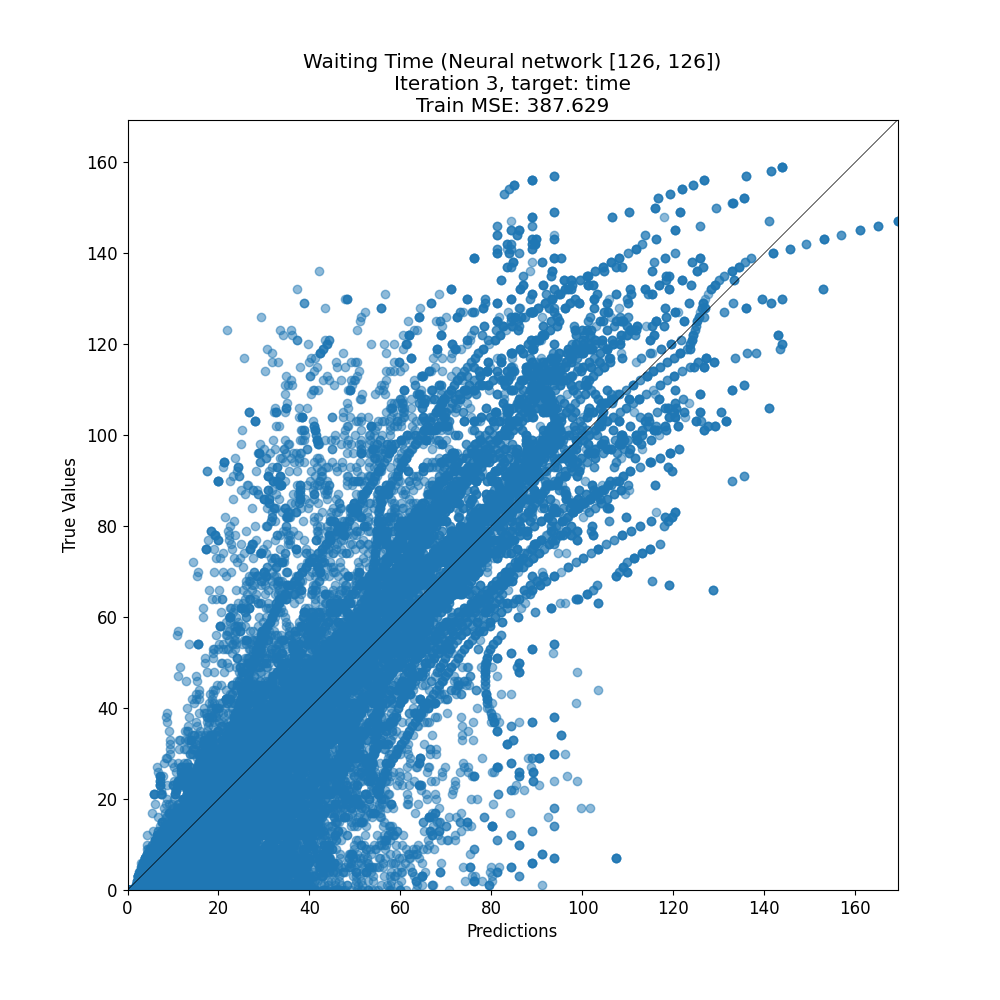 Waiting Time (Neural network [126, 126])
Iteration 3, target: time
Train MSE: 387.629
160
140
120
100
80
60
40
20
0
True Values
0 20 40 60 80 100 120 140 160
Predictions